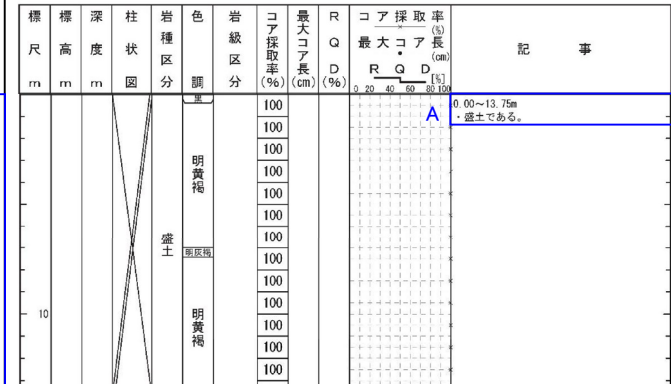 標尺 m
標高 m
深度 m
柱状図
岩種区分
色調
岩級区分
コア採取率(%)
最大コア長(cm)
RQD(%)
コア採取率(%)
最大コア長(cm)
RQD[%]
0 20 40 60 80 100
記事
黒
100
A
0.00～13.75m
・盛土である。
100
100
明黄褐
100
100
100
盛土
100
明灰褐
100
100
10
100
明黄褐
100
100
100